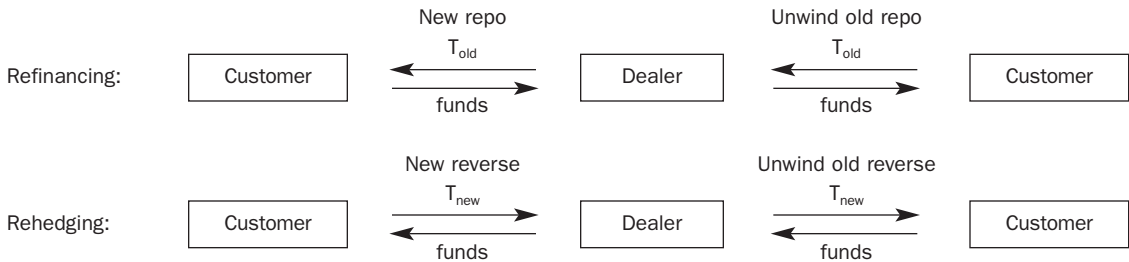 New repo Unwind old repo
T_old T_old
Refinancing: Customer Dealer Customer
funds funds
New reverse Unwind old reverse
T_new T_new
Rehedging: Customer Dealer Customer
funds funds